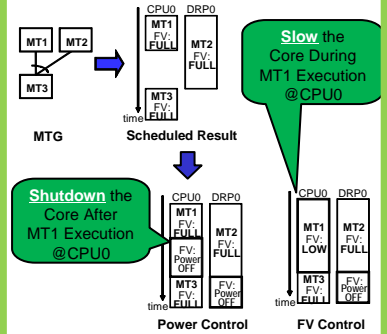 CPU0 DRP0
MT1
FV:
FULL
MT2
FV:
FULL
MT3
FV:
FULL
time
Scheduled Result
MT1 MT2
MT3
MTG
Slow the
Core During
MT1 Execution
@CPU0
Shutdown the
Core After
MT1 Execution
@CPU0
CPU0 DRP0
MT1
FV:
FULL
FV:
Power
OFF
MT3
FV:
FULL
MT2
FV:
FULL
FV:
Power
OFF
time
Power Control
CPU0 DRP0
MT1
FV:
LOW
MT3
FV:
FULL
MT2
FV:
FULL
FV:
Power
OFF
time
FV Control